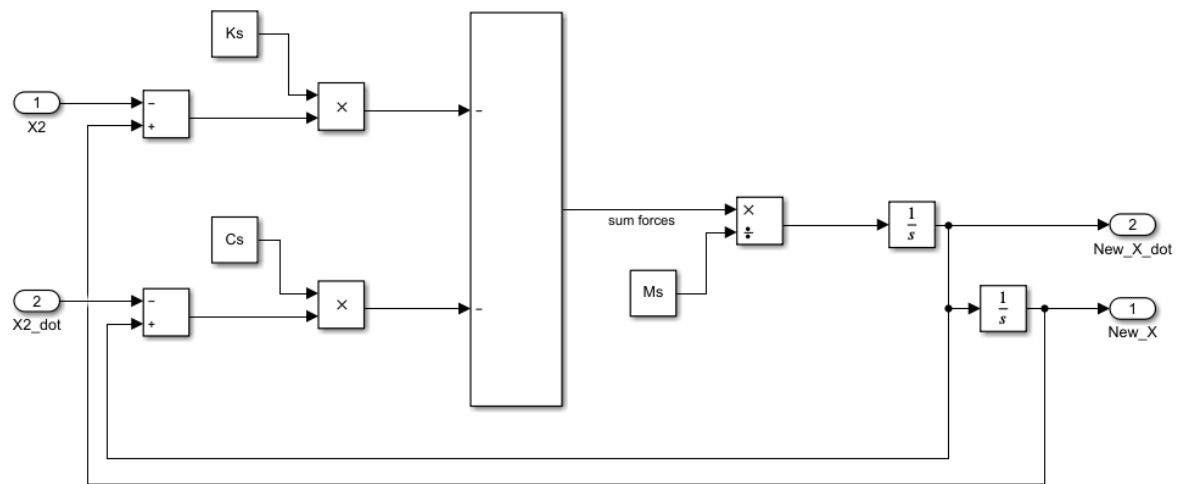 Ks
1
X2
−
+
×
−
Cs
2
X2_dot
−
+
×
−
sum forces
×
÷
Ms
1
s
2
New_X_dot
1
s
1
New_X